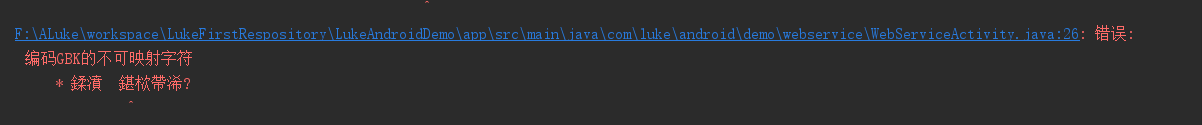 F:\ALuke\workspace\LukeFirstRespository\LukeAndroidDemo\app\src\main\java\com\luke\android\demo\webservice\WebServiceActivity.java:26: 错误:
编码GBK的不可映射字符
* 鍒濆 鍖栨帶浠?
^